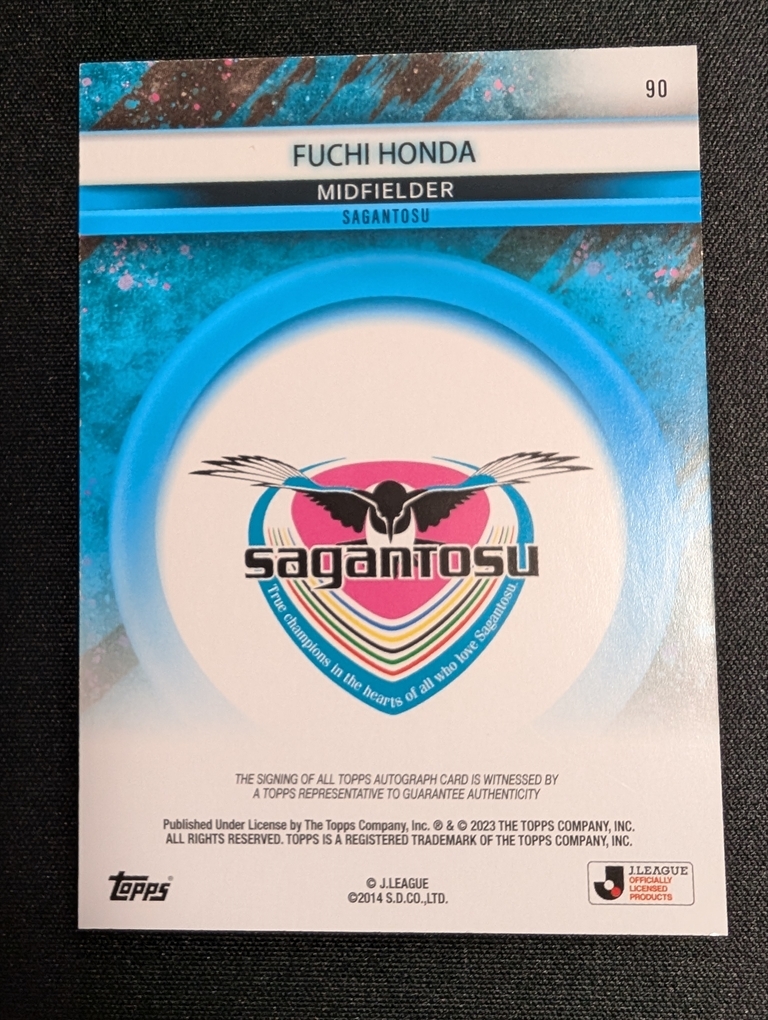 90
FUCHI HONDA
MIDFIELDER
SAGANTOSU
sagantosu
True champions in the hearts of all who love Sagantosu.
THE SIGNING OF ALL TOPPS AUTOGRAPH CARD IS WITNESSED BY
A TOPPS REPRESENTATIVE TO GUARANTEE AUTHENTICITY
Published Under License by The Topps Company, Inc. ® & © 2023 THE TOPPS COMPANY, INC.
ALL RIGHTS RESERVED. TOPPS IS A REGISTERED TRADEMARK OF THE TOPPS COMPANY, INC.
topps®
© J.LEAGUE
©2014 S.D.CO.,LTD.
J.LEAGUE
OFFICIALLY
LICENSED
PRODUCTS